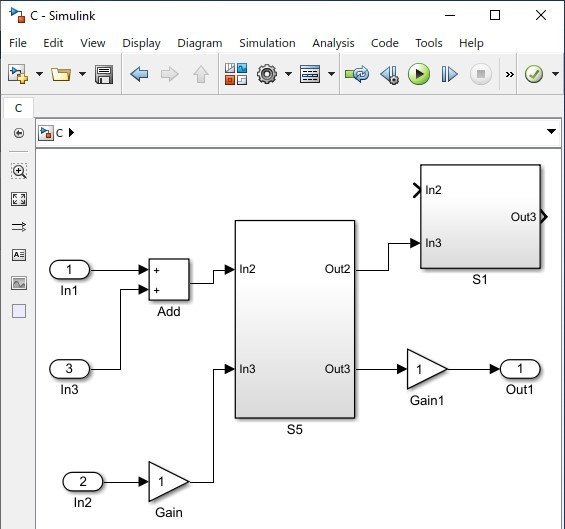 C - Simulink
File Edit View Display Diagram Simulation Analysis Code Tools Help
»
C
C
In2
Out3
In3
S1
1
In1
+
+
Add
In2
Out2
3
In3
In3
Out3
S5
1
Gain1
1
Out1
2
In2
1
Gain